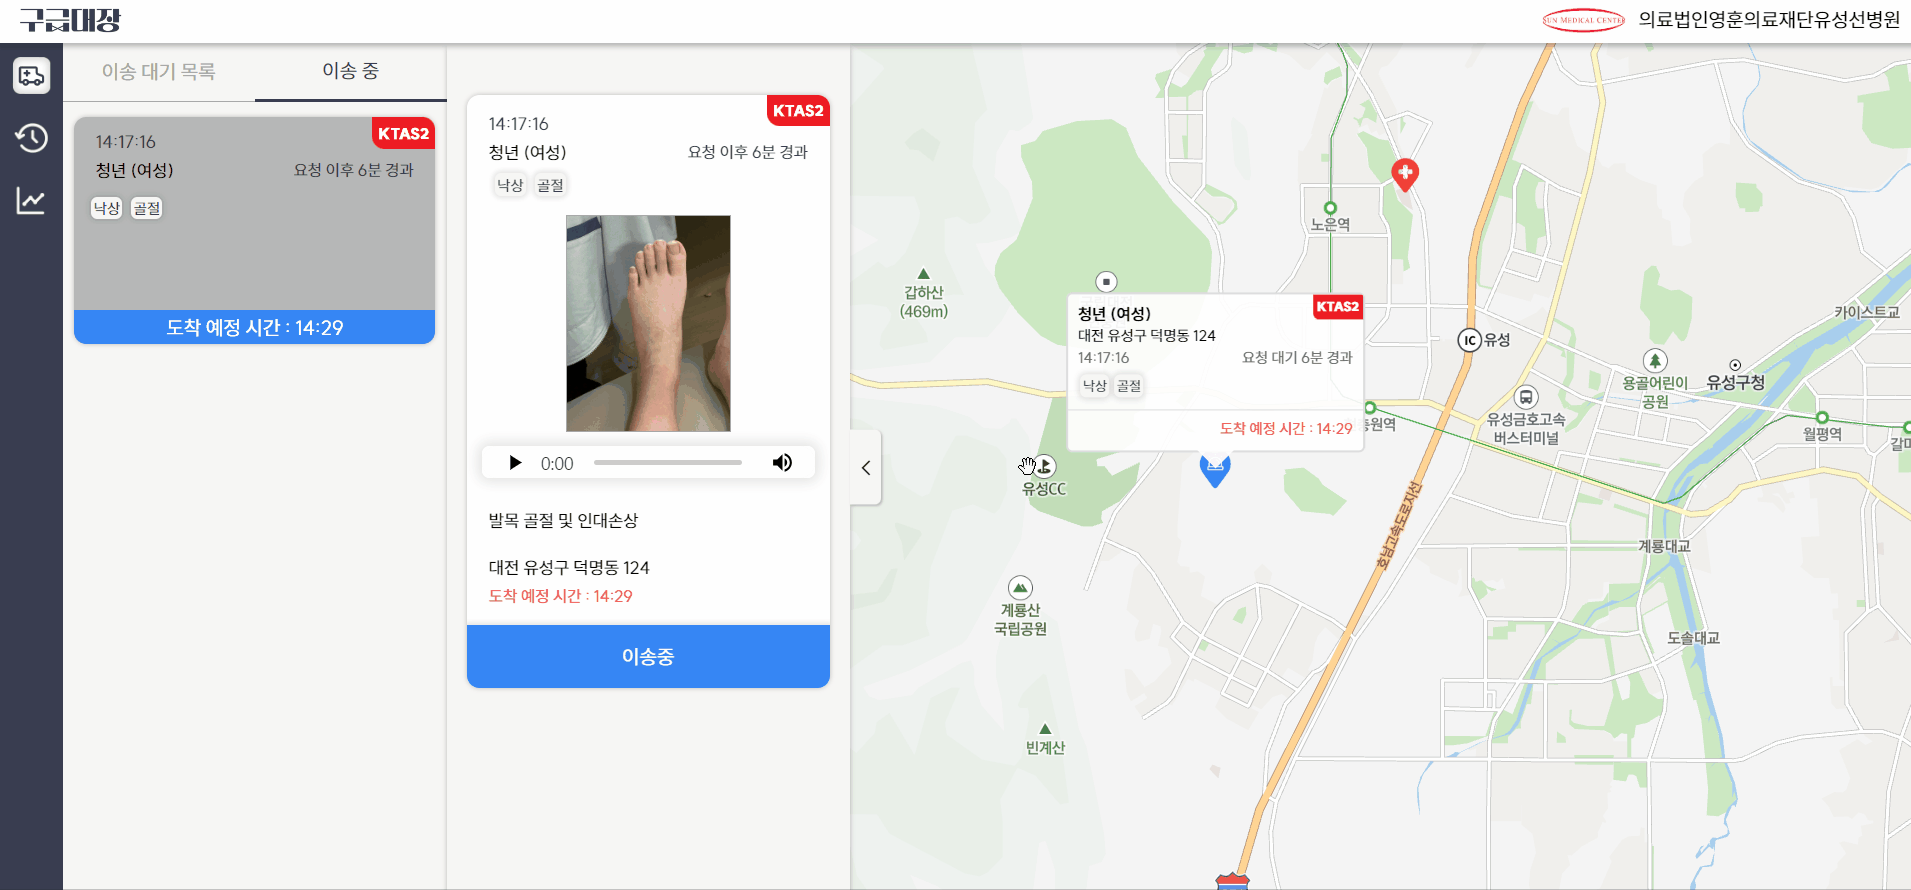 구급대장
SUN MEDICAL CENTER 의료법인영훈의료재단유성선병원
이송 대기 목록
이송 중
14:17:16
KTAS2
청년 (여성)
요청 이후 6분 경과
낙상 골절
도착 예정 시간 : 14:29
14:17:16
KTAS2
청년 (여성)
요청 이후 6분 경과
낙상 골절
0:00
발목 골절 및 인대손상
대전 유성구 덕명동 124
도착 예정 시간 : 14:29
이송중
노은역
갑하산
(469m)
청년 (여성)
KTAS2
대전 유성구 덕명동 124
14:17:16
요청 대기 6분 경과
낙상 골절
도착 예정 시간 : 14:29
카이스트교
IC 유성
용골어린이
공원
유성구청
유성금호고속
버스터미널
월평역
유성CC
호남고속도로지선
계룡대교
계룡산
국립공원
도솔대교
빈계산